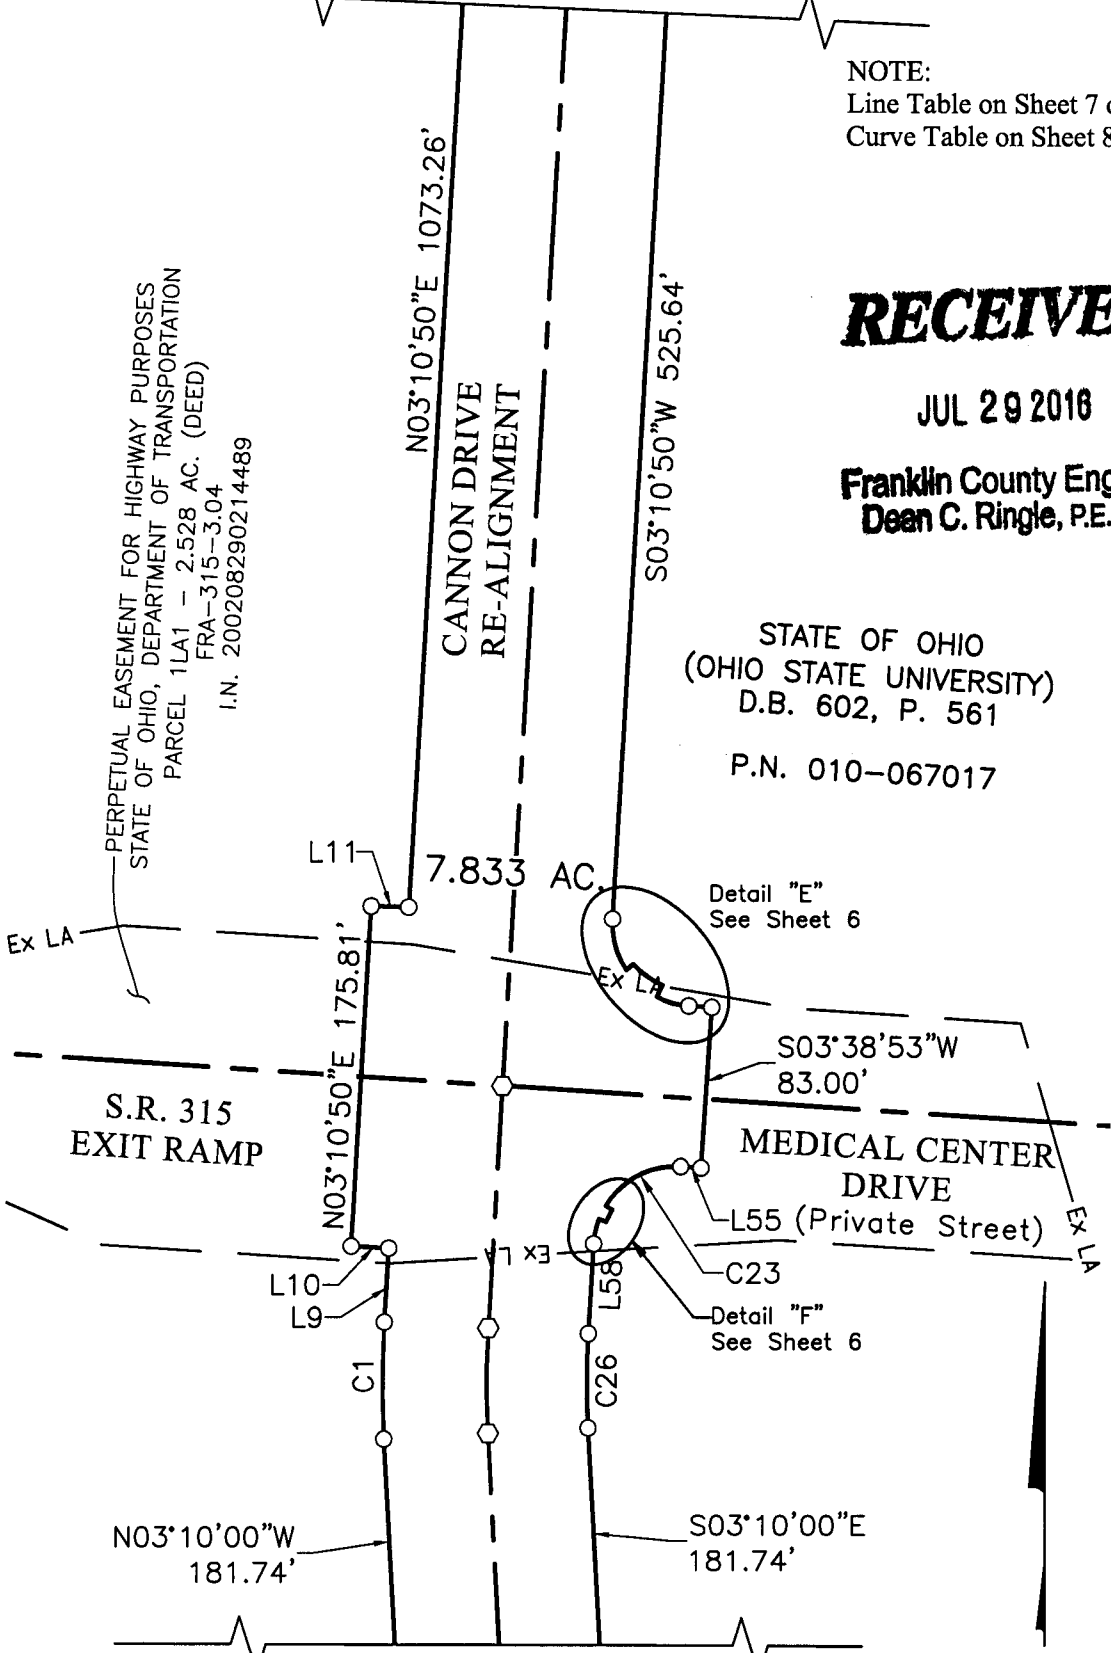 NOTE:
Line Table on Sheet 7
Curve Table on Sheet 8
N03°10'50"E 1073.26'
S03°10'50"W 525.64'
CANNON DRIVE
RE-ALIGNMENT
JUL 29 2016
Franklin County
Dean C. Ringle, P.E.
PERPETUAL EASEMENT FOR HIGHWAY PURPOSES
STATE OF OHIO, DEPARTMENT OF TRANSPORTATION
PARCEL 1LA1 - 2.528 AC. (DEED)
FRA-315-3.04
I.N. 200208290214489
STATE OF OHIO
(OHIO STATE UNIVERSITY)
D.B. 602, P. 561
P.N. 010-067017
L11
7.833 AC.
Detail "E"
See Sheet 6
Ex LA
Ex LA
N03°10'50"E 175.81'
S03°38'53"W
83.00'
S.R. 315
EXIT RAMP
MEDICAL CENTER
DRIVE
L55 (Private Street)
Ex LA
Ex LA
L10
L9
L58
C23
Detail "F"
See Sheet 6
C1
C26
N03°10'00"W
181.74'
S03°10'00"E
181.74'